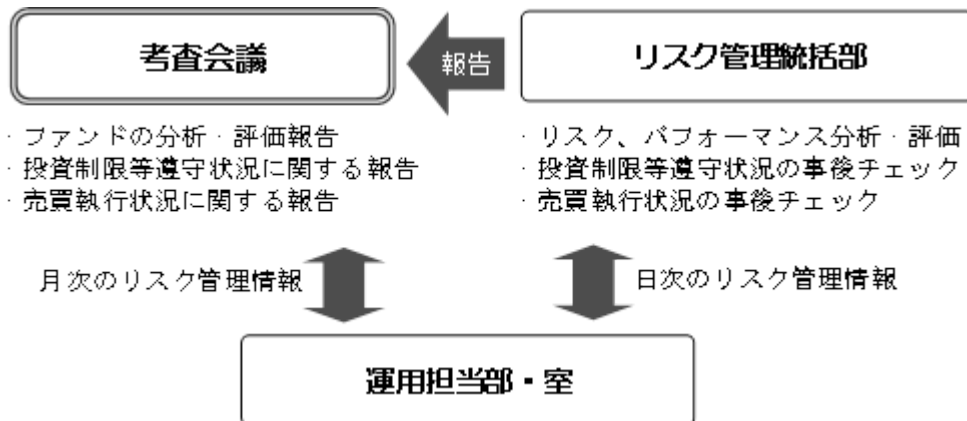 考査会議
報告
リスク管理統括部
・ファンドの分析・評価報告
・投資制限等遵守状況に関する報告
・売買執行状況に関する報告
・リスク、パフォーマンス分析・評価
・投資制限等遵守状況の事後チェック
・売買執行状況の事後チェック
月次のリスク管理情報
日次のリスク管理情報
運用担当部・室